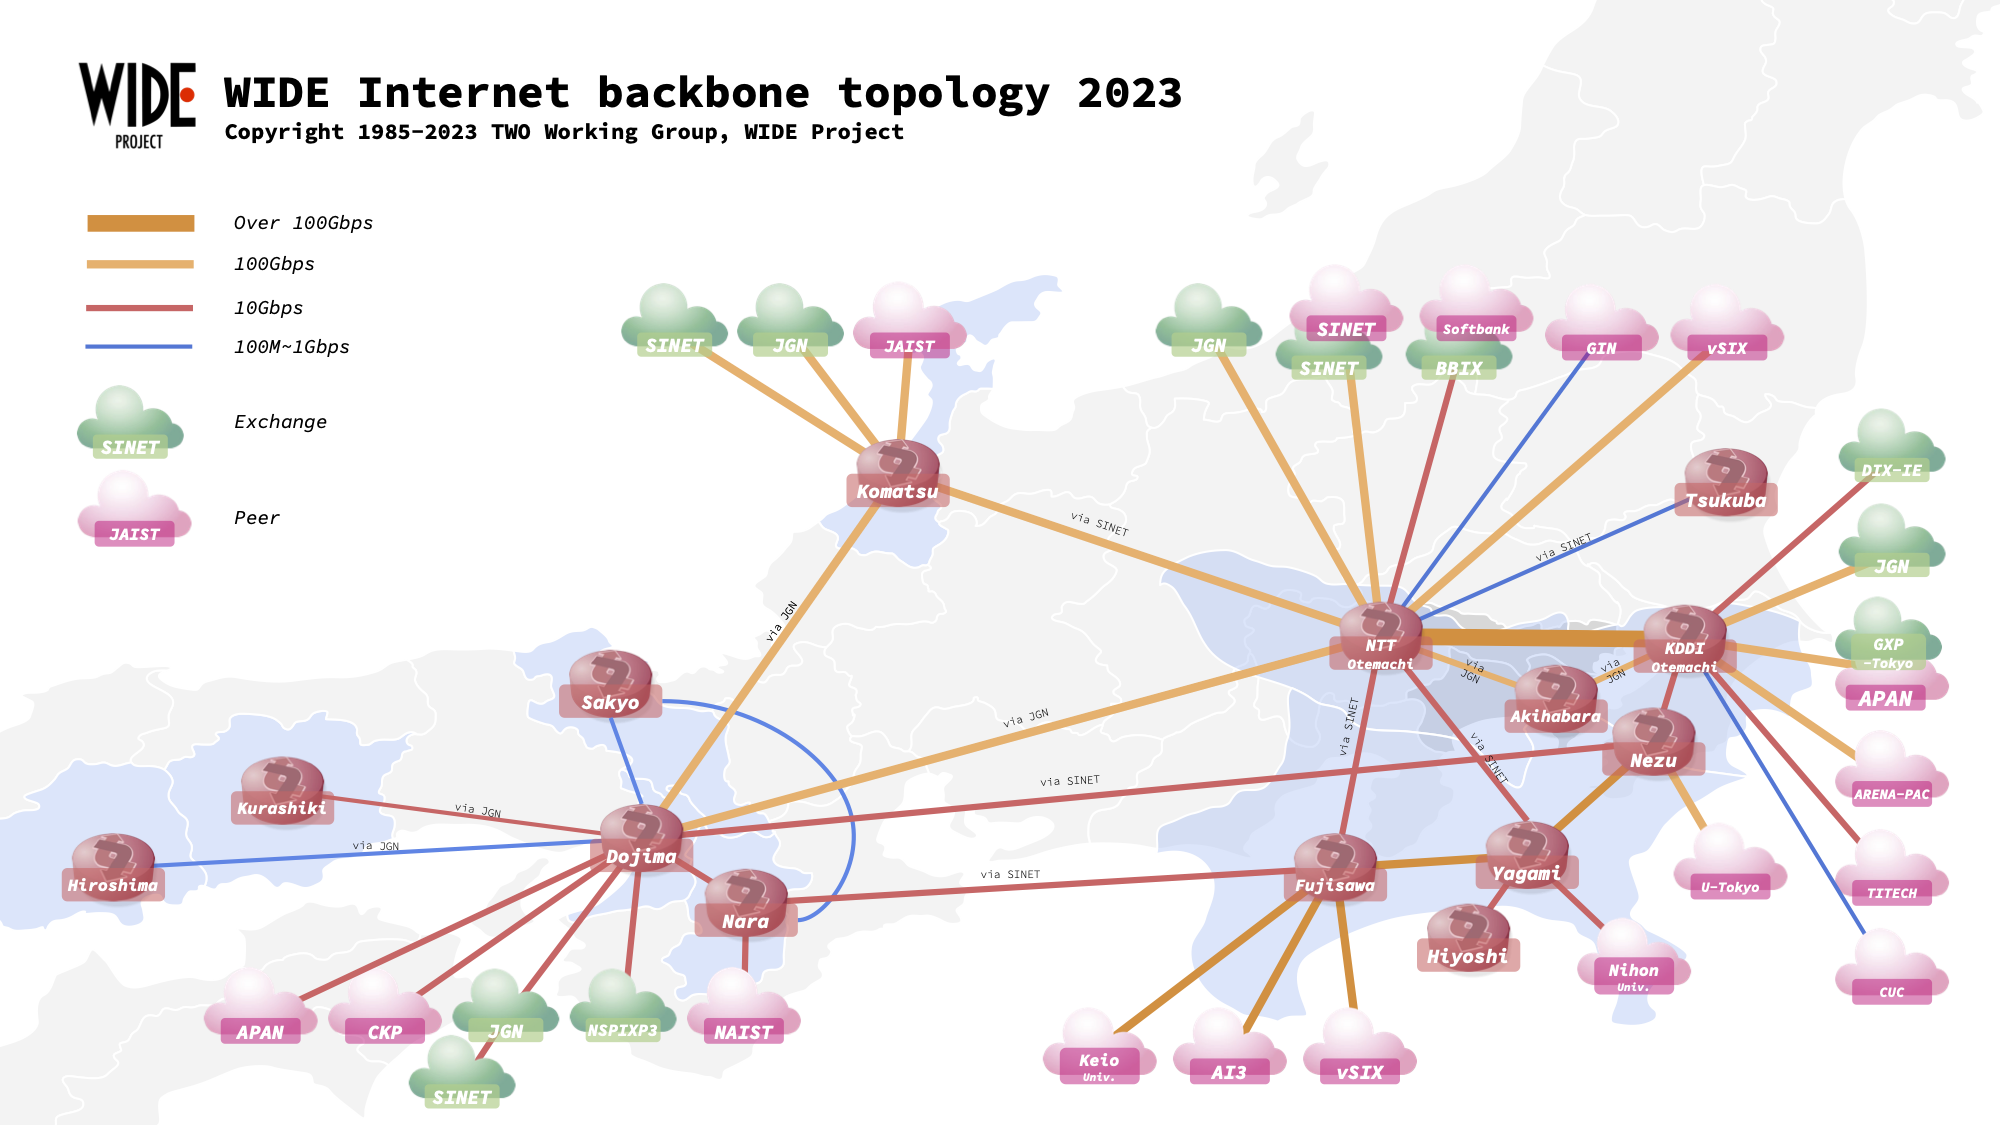 WIDE
PROJECT
WIDE Internet backbone topology 2023
Copyright 1985-2023 TWO Working Group, WIDE Project
Over 100Gbps
100Gbps
10Gbps
100M~1Gbps
SINET
Exchange
JAIST
Peer
SINET
JGN
JAIST
JGN
SINET
SINET
Softbank
BBIX
GIN
vSIX
Komatsu
Tsukuba
DIX-IE
JGN
GXP
-Tokyo
APAN
via SINET
via SINET
via JGN
NTT
Otemachi
KDDI
Otemachi
via
JGN
via
JGN
Akihabara
Sakyo
via JGN
via SINET
via SINET
via SINET
Nezu
ARENA-PAC
Kurashiki
via JGN
via JGN
Hiroshima
Dojima
Nara
via SINET
Fujisawa
Yagami
U-Tokyo
TITECH
Hiyoshi
Nihon
Univ.
CUC
APAN
CKP
JGN
NSPIXP3
NAIST
SINET
Keio
Univ.
AI3
vSIX